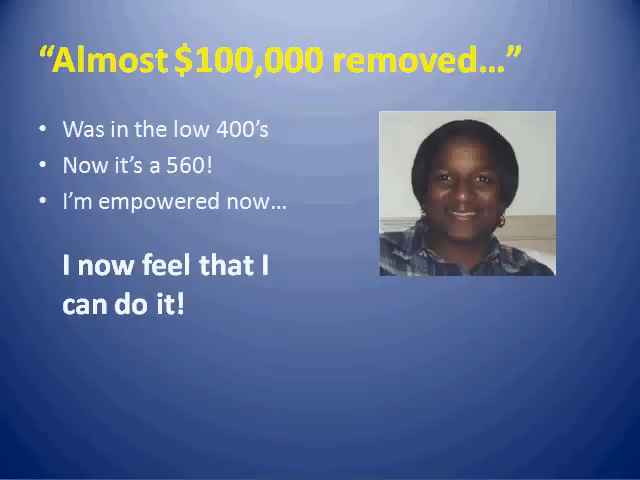 “Almost $100,000 removed…”
• Was in the low 400’s
• Now it’s a 560!
• I’m empowered now…
I now feel that I
can do it!